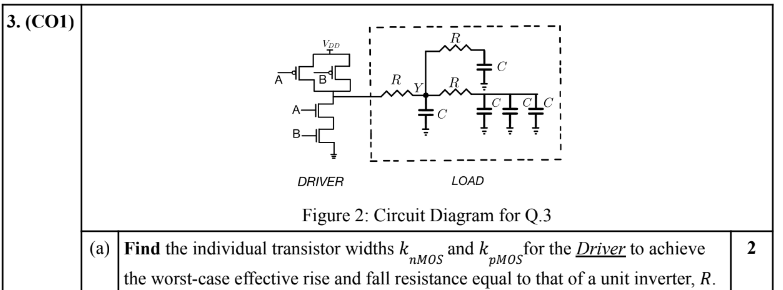 3. (CO1)
V_DD
A
B
A
B
R
Y
C
R
C
R
C
C
C
DRIVER
LOAD
Figure 2: Circuit Diagram for Q.3
(a) Find the individual transistor widths k_nMOS and k_pMOS for the Driver to achieve 2
the worst-case effective rise and fall resistance equal to that of a unit inverter, R.